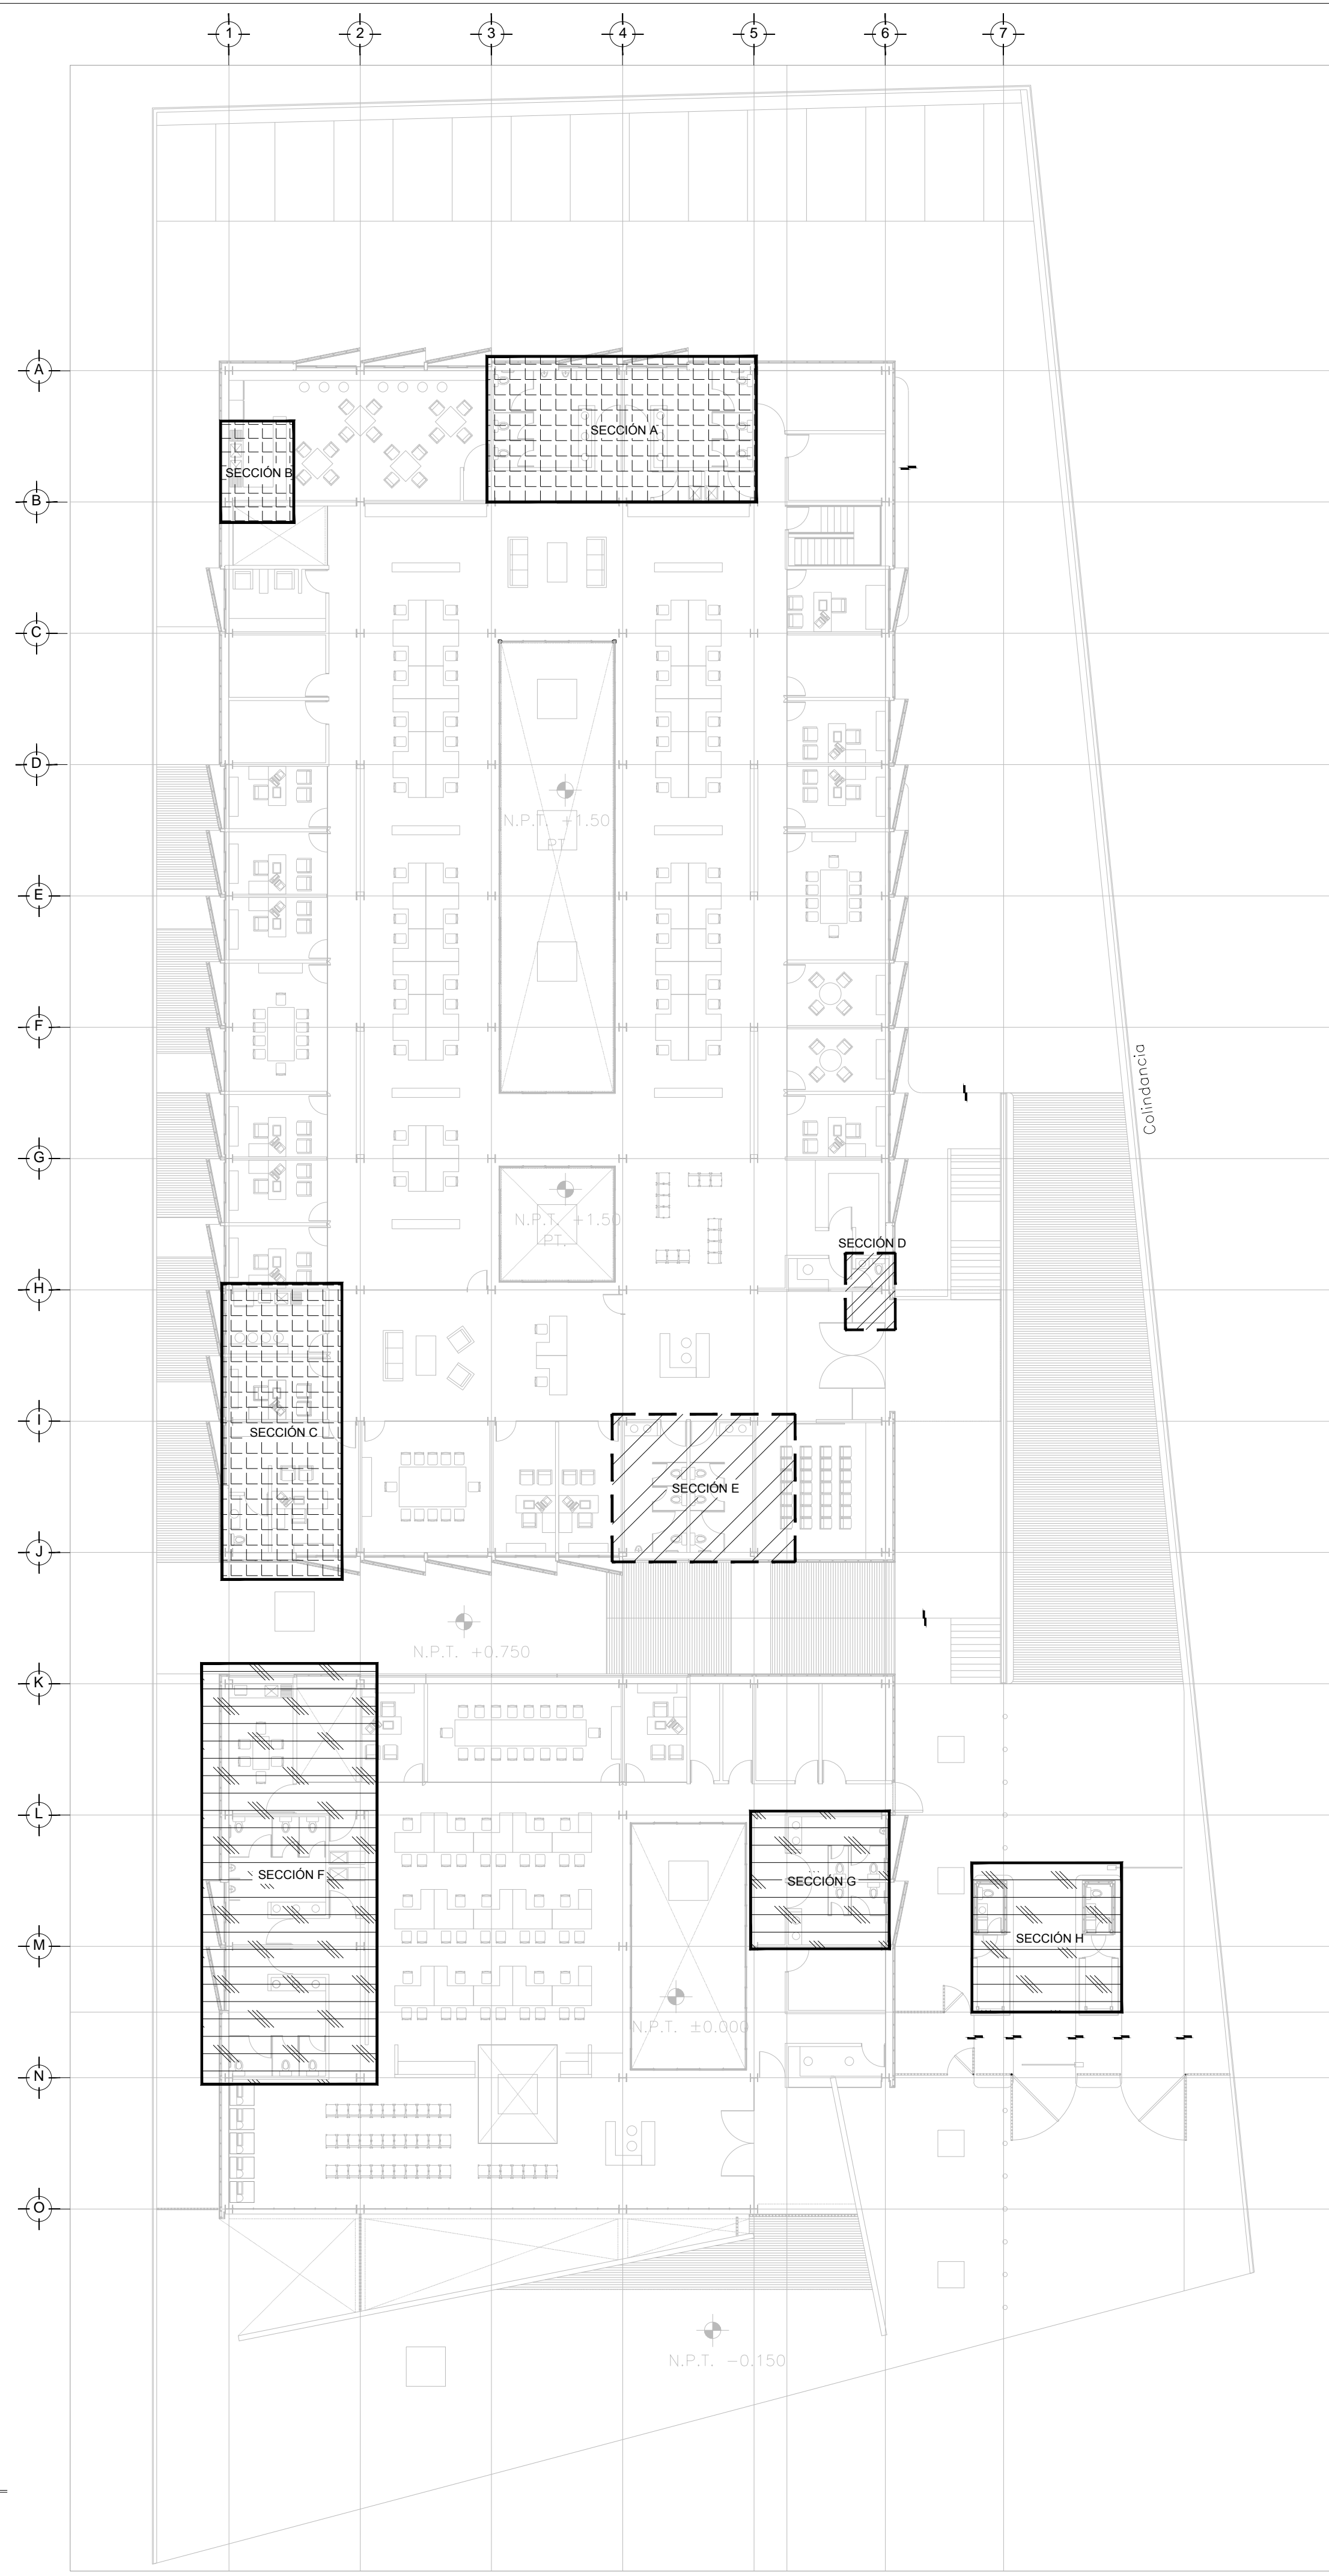 1 2 3 4 5 6 7
A
SECCIÓN A
SECCIÓN B
B
C
D
N.P.T. +1.50
PT.
E
F
Colindancia
G
N.P.T. +1.50
PT.
SECCIÓN D
H
I
SECCIÓN C
SECCIÓN E
J
N.P.T. +0.750
K
L
SECCIÓN F
SECCIÓN G
SECCIÓN H
M
N.P.T. ±0.000
N
O
N.P.T. -0.150